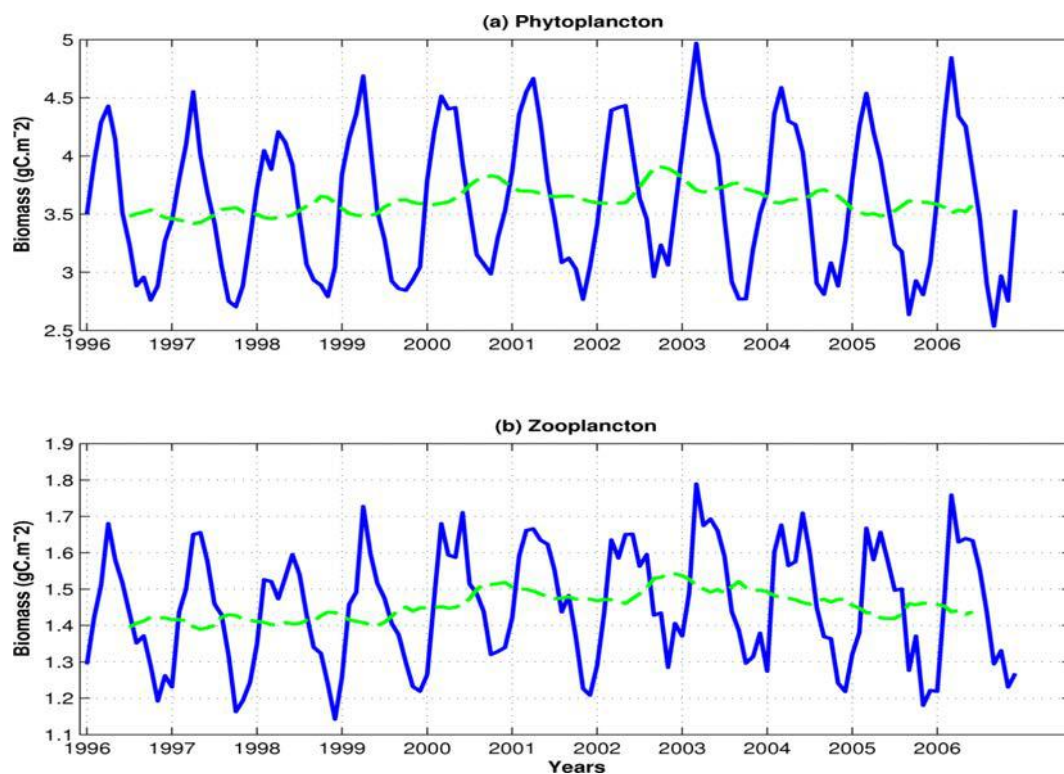 (a) Phytoplancton
5
4.5
4
3.5
3
2.5
Biomass (gC.m⁻2)
1996 1997 1998 1999 2000 2001 2002 2003 2004 2005 2006
(b) Zooplancton
1.9
1.8
1.7
1.6
1.5
1.4
1.3
1.2
1.1
Biomass (gC.m⁻2)
1996 1997 1998 1999 2000 2001 2002 2003 2004 2005 2006
Years